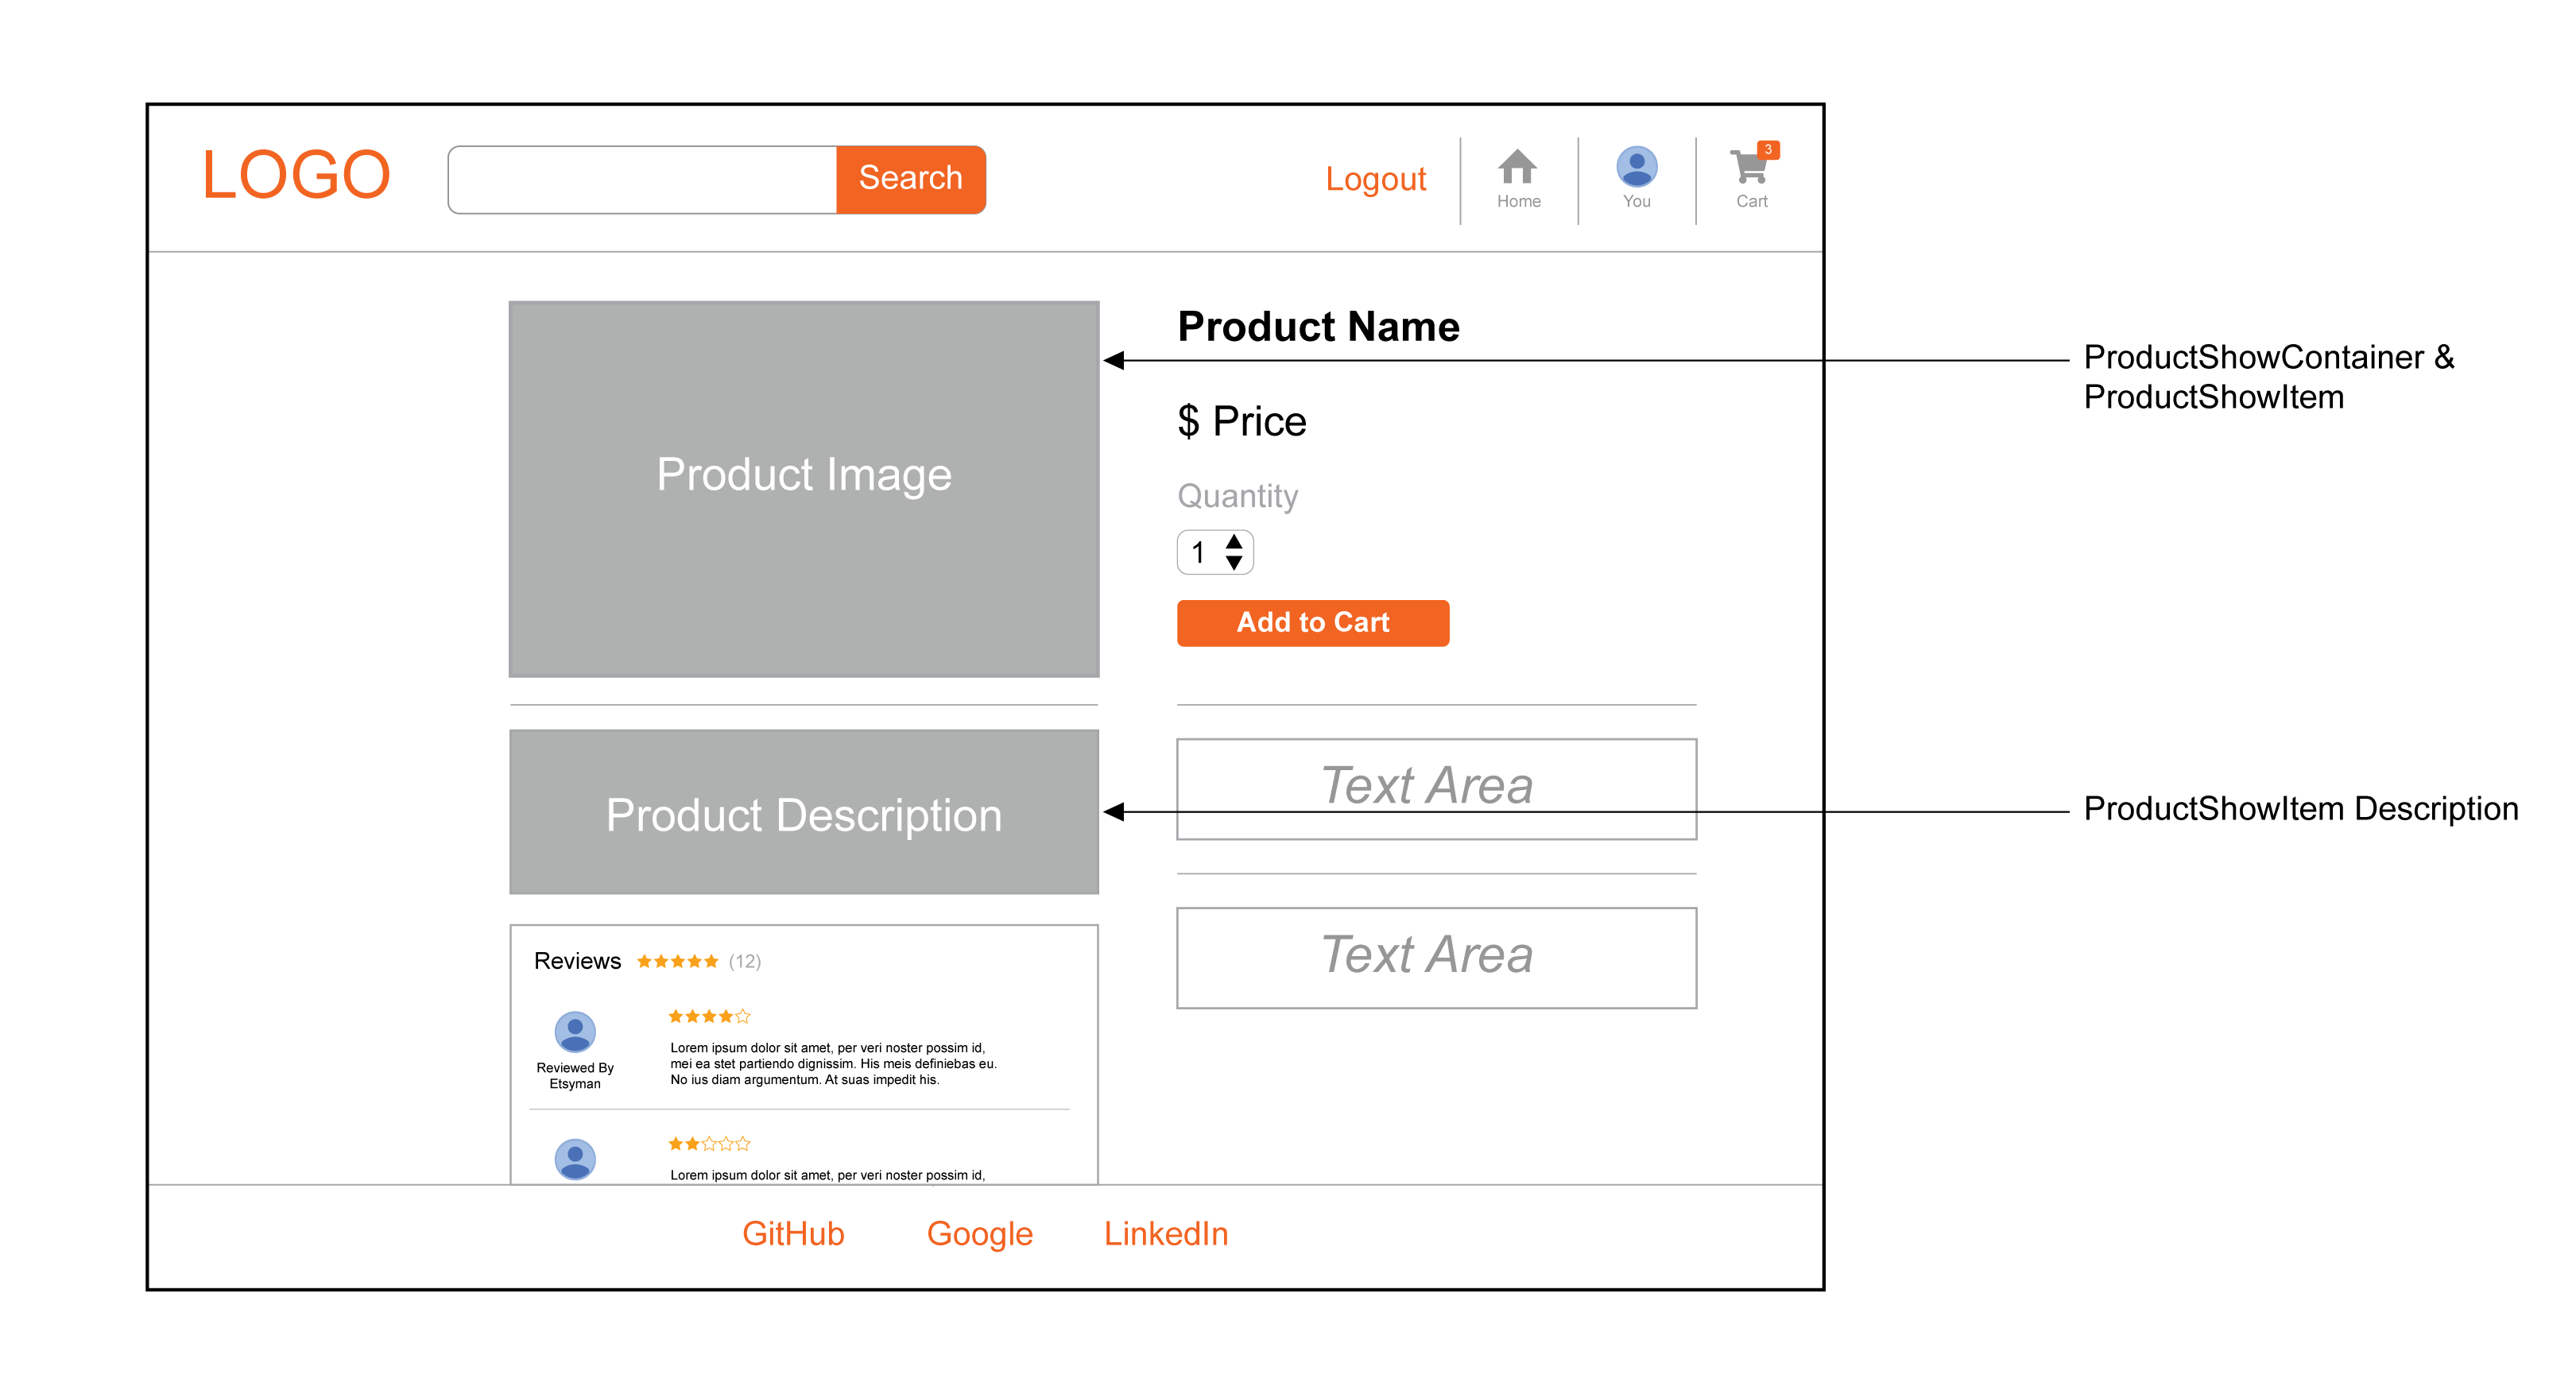 LOGO
Search
Logout
Home
You
3
Cart
Product Image
Product Name
$ Price
Quantity
1
Add to Cart
ProductShowContainer &
ProductShowItem
Product Description
Text Area
ProductShowItem Description
Text Area
Reviews (12)
Reviewed By
Etsyman
Lorem ipsum dolor sit amet, per veri noster possim id,
mei ea stet partiendo dignissim. His meis definiebas eu.
No ius diam argumentum. At suas impedit his.
Lorem ipsum dolor sit amet, per veri noster possim id,
GitHub
Google
LinkedIn